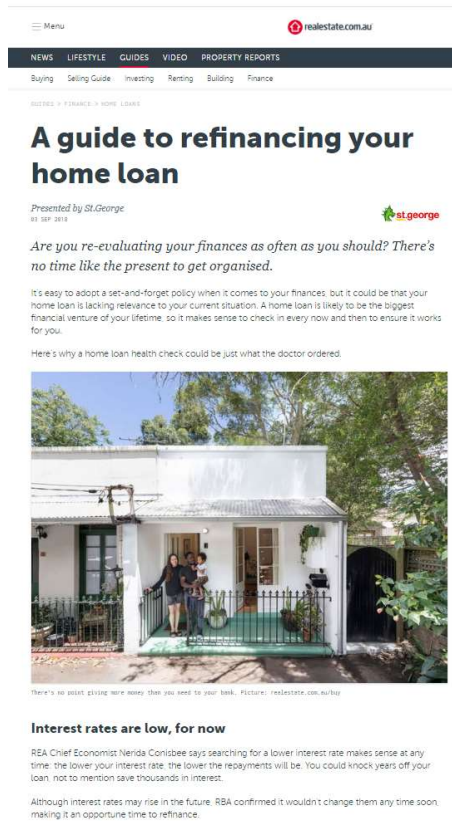 Menu
realestate.com.au
NEWS LIFESTYLE GUIDES VIDEO PROPERTY REPORTS
Buying Selling Guide Investing Renting Building Finance
GUIDES > FINANCE > HOME LOANS
A guide to refinancing your
home loan
Presented by St.George
03 SEP 2018
st.george
Are you re-evaluating your finances as often as you should? There's
no time like the present to get organised.
It's easy to adopt a set-and-forget policy when it comes to your finances, but it could be that your
home loan is lacking relevance to your current situation. A home loan is likely to be the biggest
financial venture of your lifetime, so it makes sense to check in every now and then to ensure it works
for you.
Here's why a home loan health check could be just what the doctor ordered.
There's no point giving more money than you need to your bank. Picture: realestate.com.au/buy
Interest rates are low, for now
REA Chief Economist Nerida Conisbee says searching for a lower interest rate makes sense at any
time: the lower your interest rate, the lower the repayments will be. You could knock years off your
loan, not to mention save thousands in interest.
Although interest rates may rise in the future, RBA confirmed it wouldn't change them any time soon,
making it an opportune time to refinance.